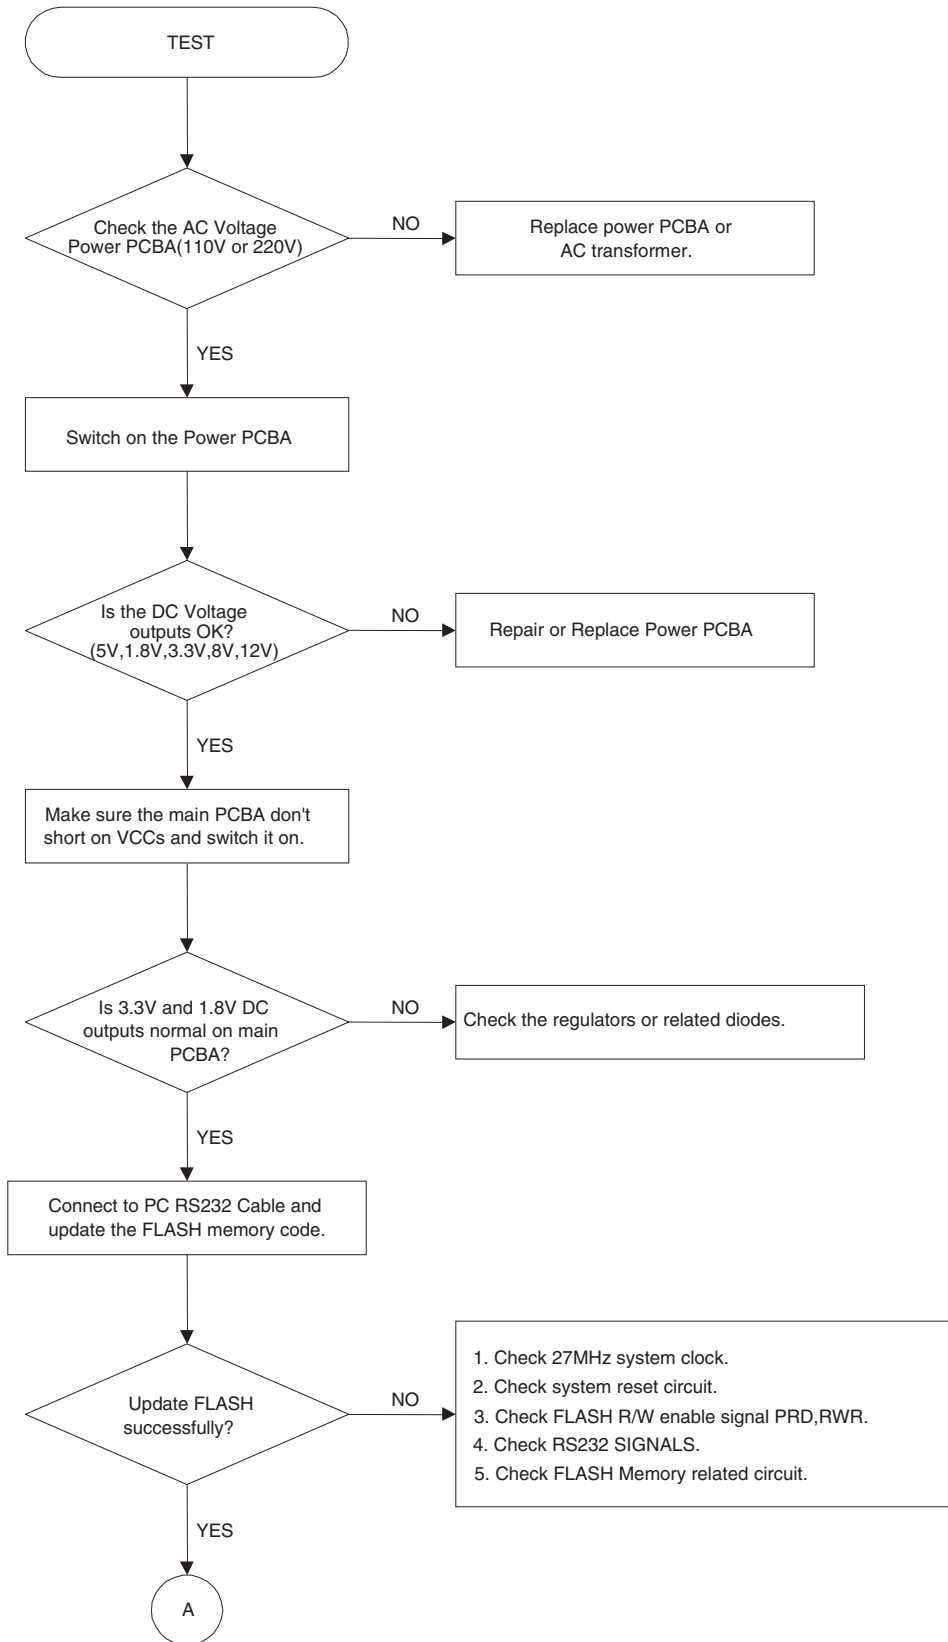 TEST
Check the AC Voltage
Power PCBA(110V or 220V)
NO
Replace power PCBA or
AC transformer.
YES
Switch on the Power PCBA
Is the DC Voltage
outputs OK?
(5V,1.8V,3.3V,8V,12V)
NO
Repair or Replace Power PCBA
YES
Make sure the main PCBA don't
short on VCCs and switch it on.
Is 3.3V and 1.8V DC
outputs normal on main
PCBA?
NO
Check the regulators or related diodes.
YES
Connect to PC RS232 Cable and
update the FLASH memory code.
Update FLASH
successfully?
NO
1. Check 27MHz system clock.
2. Check system reset circuit.
3. Check FLASH R/W enable signal PRD,RWR.
4. Check RS232 SIGNALS.
5. Check FLASH Memory related circuit.
YES
A